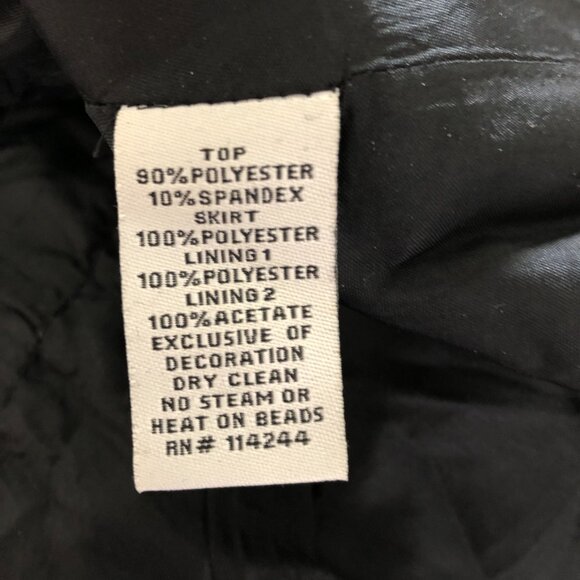 TOP
90%POLYESTER
10%SPANDEX
SKIRT
100%POLYESTER
LINING 1
100%POLYESTER
LINING 2
100%ACETATE
EXCLUSIVE OF
DECORATION
DRY CLEAN
NO STEAM OR
HEAT ON BEADS
RN# 114244